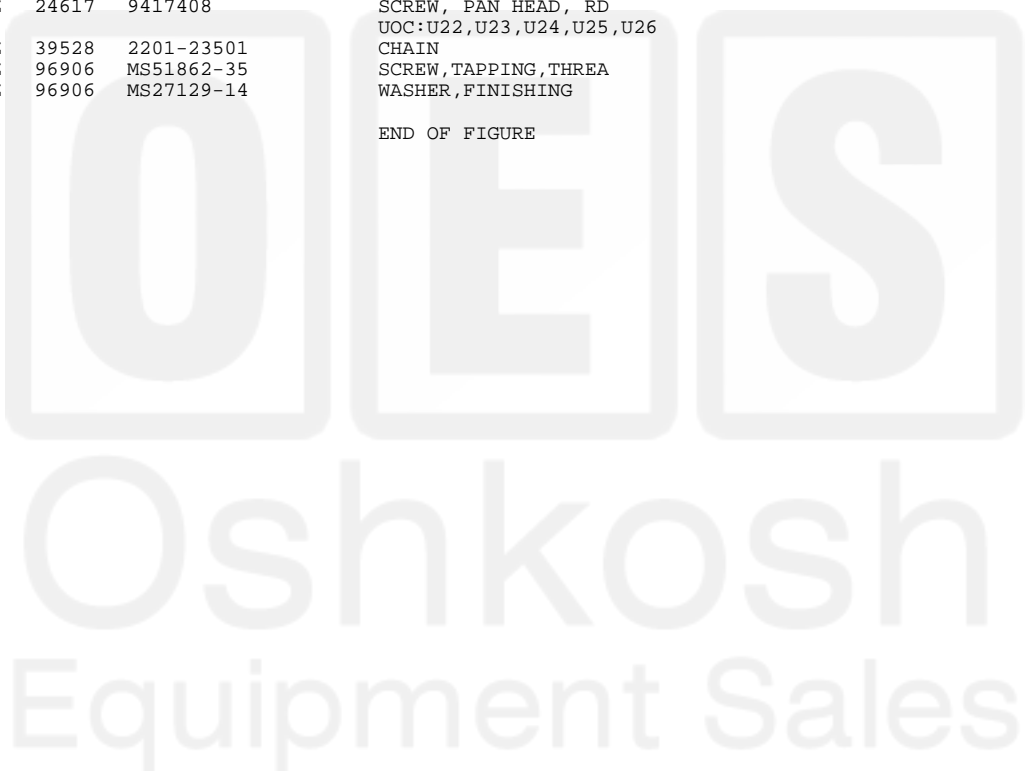 24617 9417408 SCREW, PAN HEAD, RD
UOC:U22,U23,U24,U25,U26
39528 2201-23501 CHAIN
96906 MS51862-35 SCREW,TAPPING,THREA
96906 MS27129-14 WASHER,FINISHING
END OF FIGURE
OES
Oshkosh
Equipment Sales